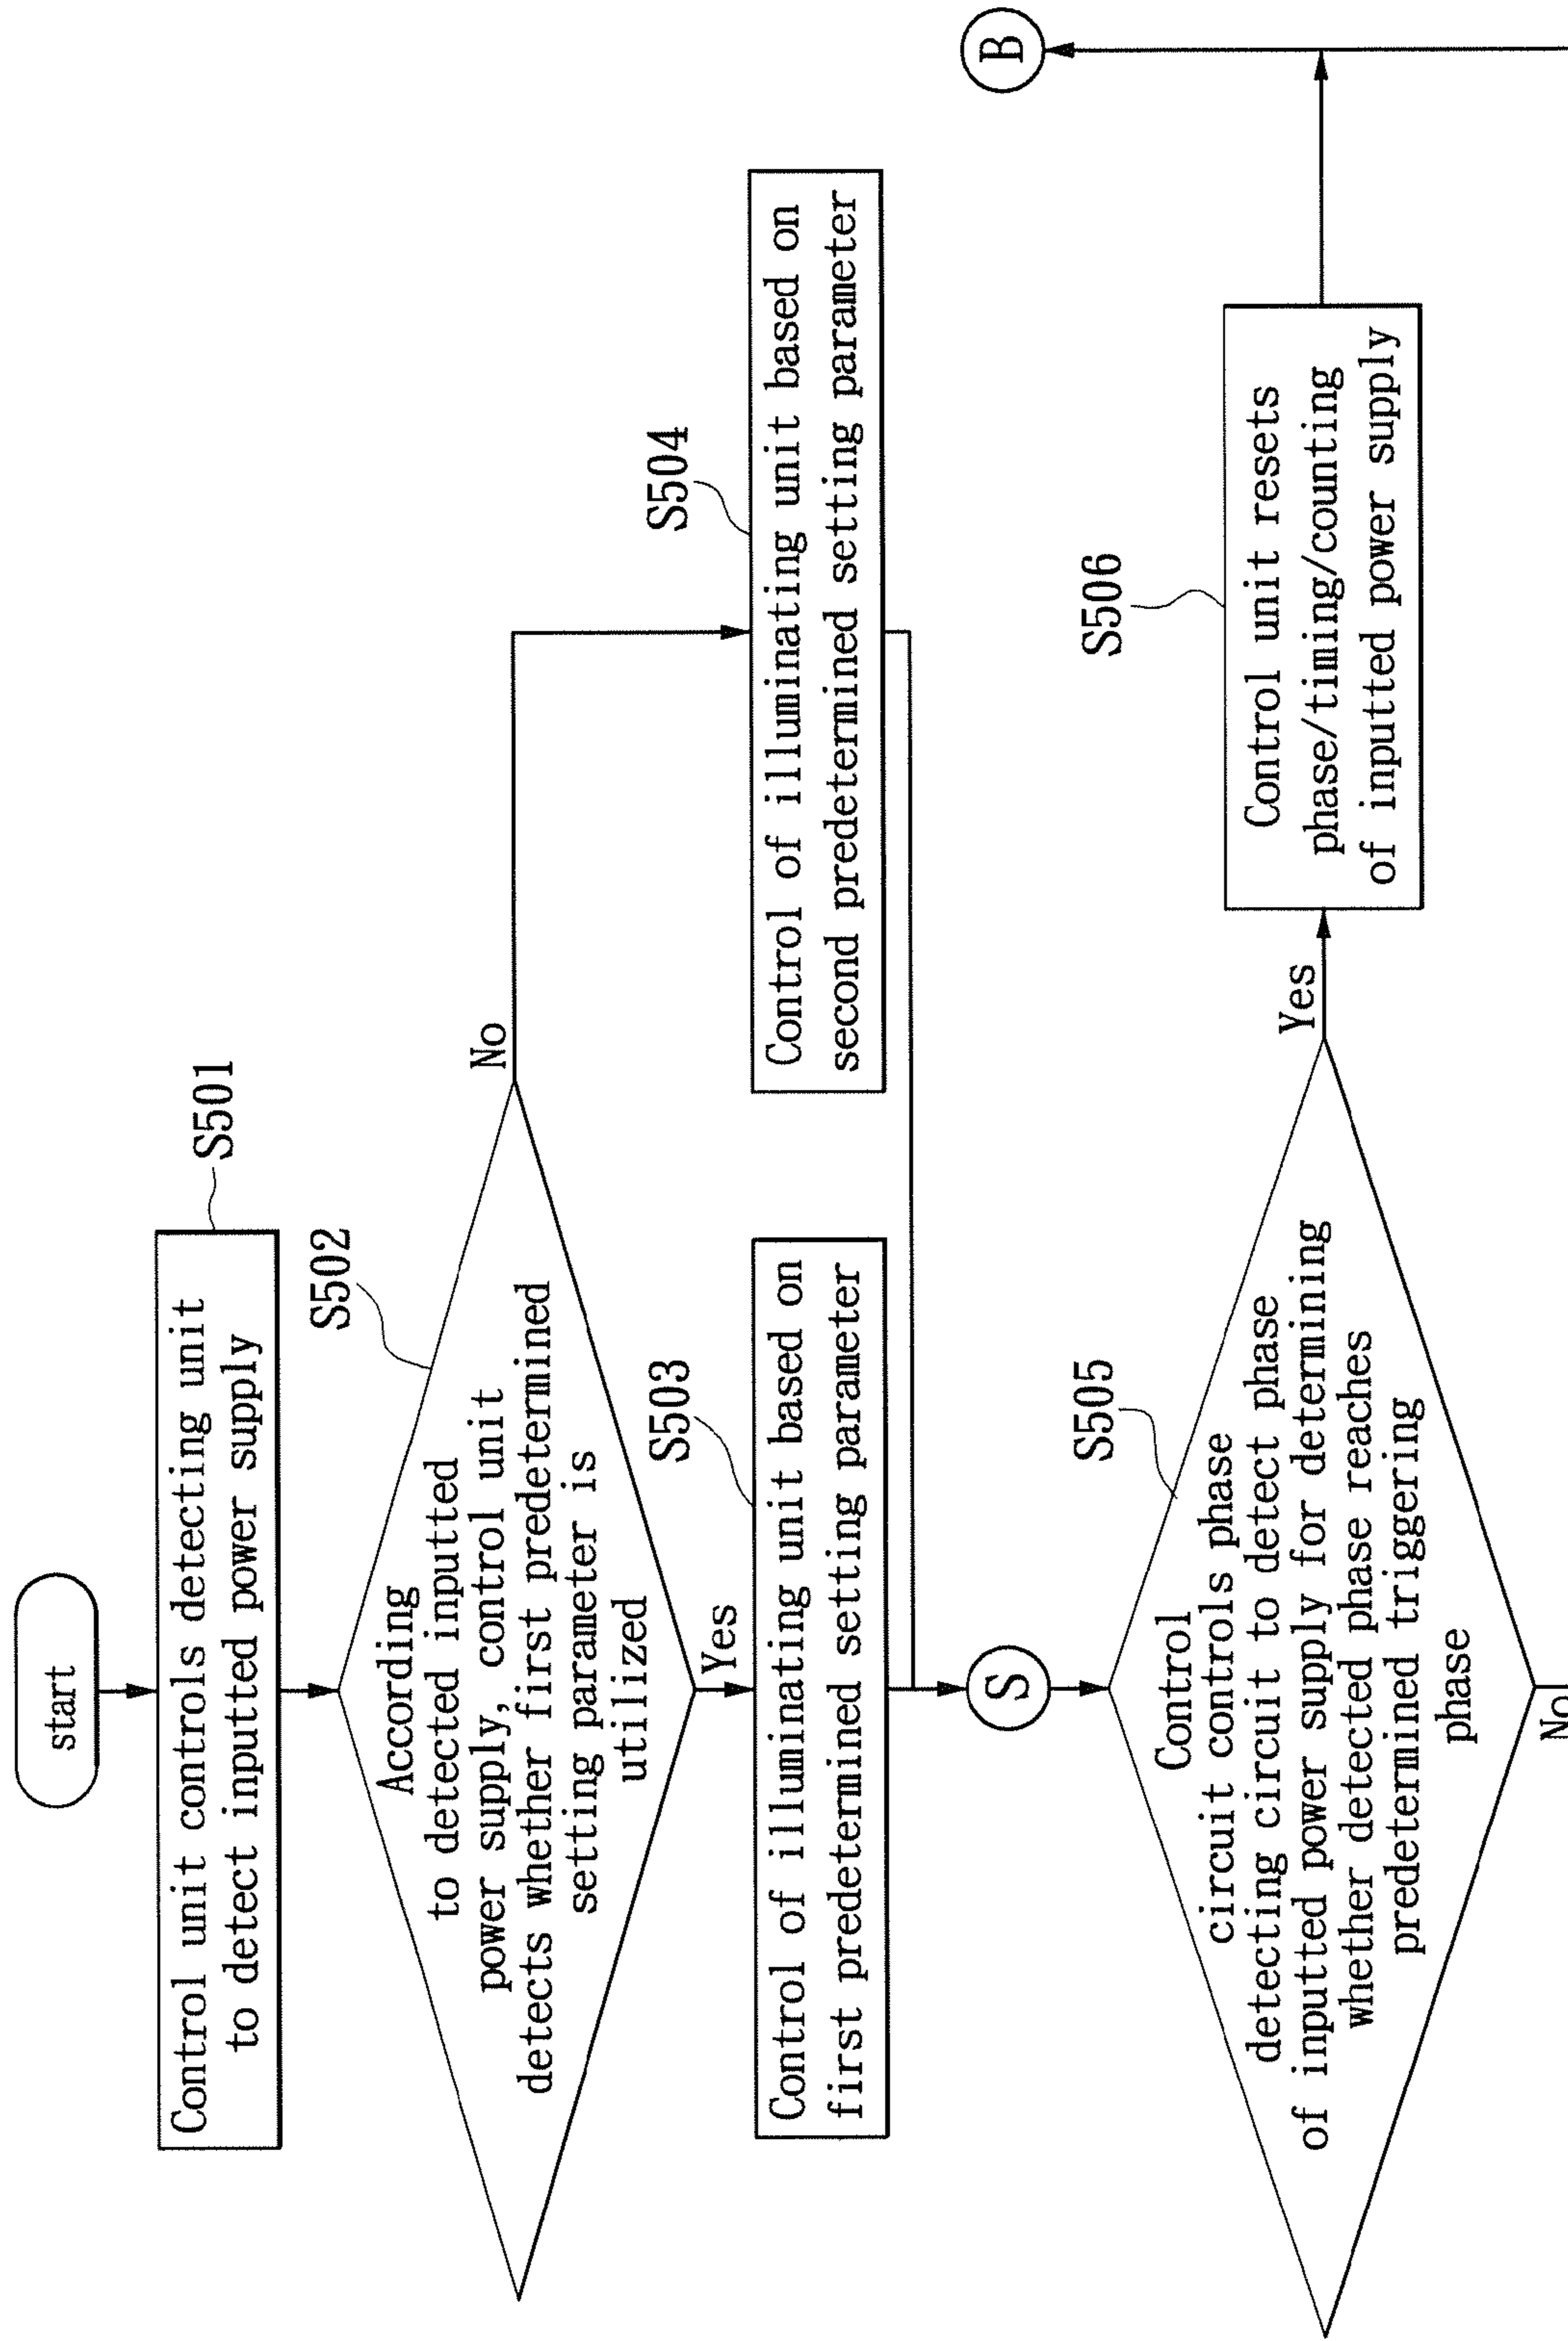 start
Control unit controls detecting unit
to detect inputted power supply
S501
According
to detected inputted
power supply, control unit
detects whether first predetermined
setting parameter is
utilized
S502
No
Yes
Control of illuminating unit based on
first predetermined setting parameter
S503
Control of illuminating unit based on
second predetermined setting parameter
S504
S
Control
circuit controls phase
detecting circuit to detect phase
of inputted power supply for determining
whether detected phase reaches
predetermined triggering
phase
S505
Yes
No
Control unit resets
phase/timing/counting
of inputted power supply
S506
B